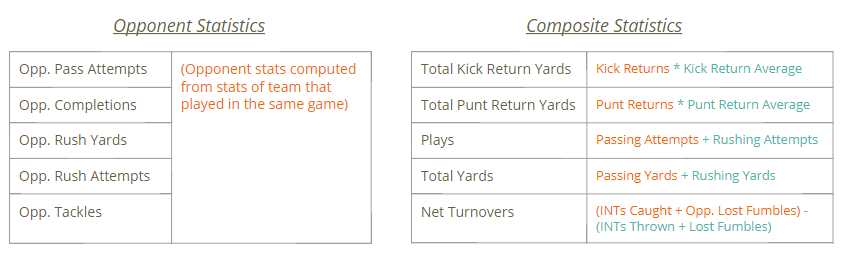 Opponent Statistics
Opp. Pass Attempts
Opp. Completions
Opp. Rush Yards
Opp. Rush Attempts
Opp. Tackles
(Opponent stats computed
from stats of team that
played in the same game)
Composite Statistics
Total Kick Return Yards
Kick Returns * Kick Return Average
Total Punt Return Yards
Punt Returns * Punt Return Average
Plays
Passing Attempts + Rushing Attempts
Total Yards
Passing Yards + Rushing Yards
Net Turnovers
(INTs Caught + Opp. Lost Fumbles) -
(INTs Thrown + Lost Fumbles)